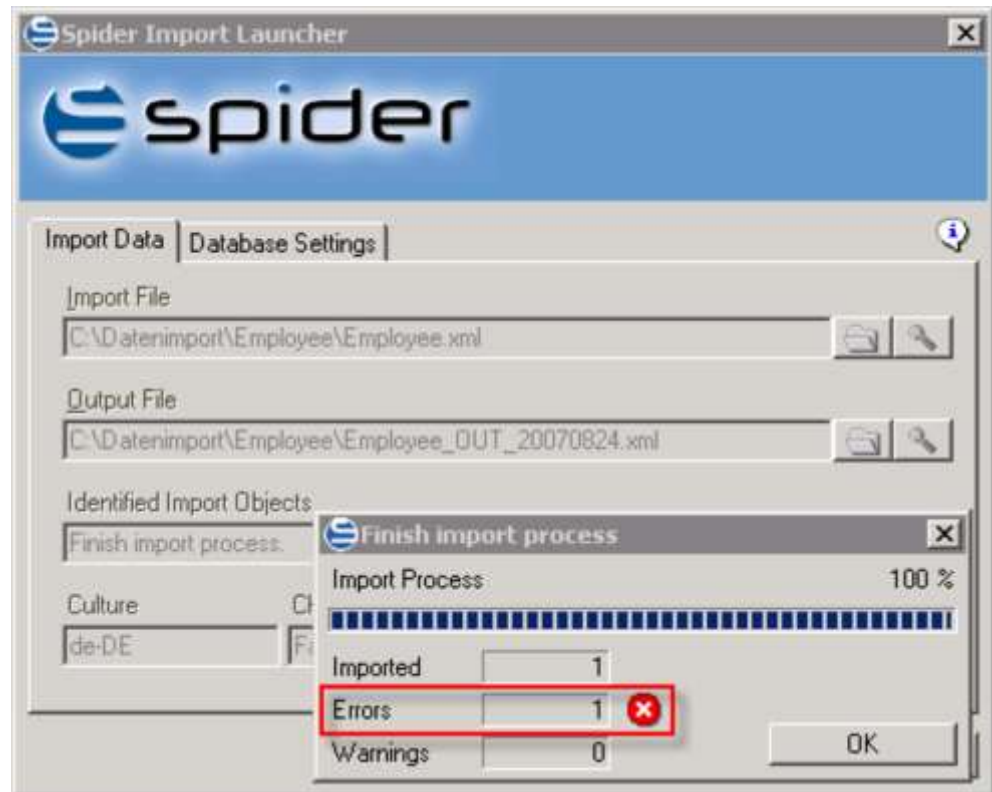 Spider Import Launcher
spider
Import Data Database Settings
Import File
C:\Datenimport\Employee\Employee.xml
Output File
C:\Datenimport\Employee\Employee_OUT_20070824.xml
Identified Import Objects
Finish import process.
Culture
de-DE
Finish import process
Import Process 100 %
Imported 1
Errors 1
Warnings 0
OK